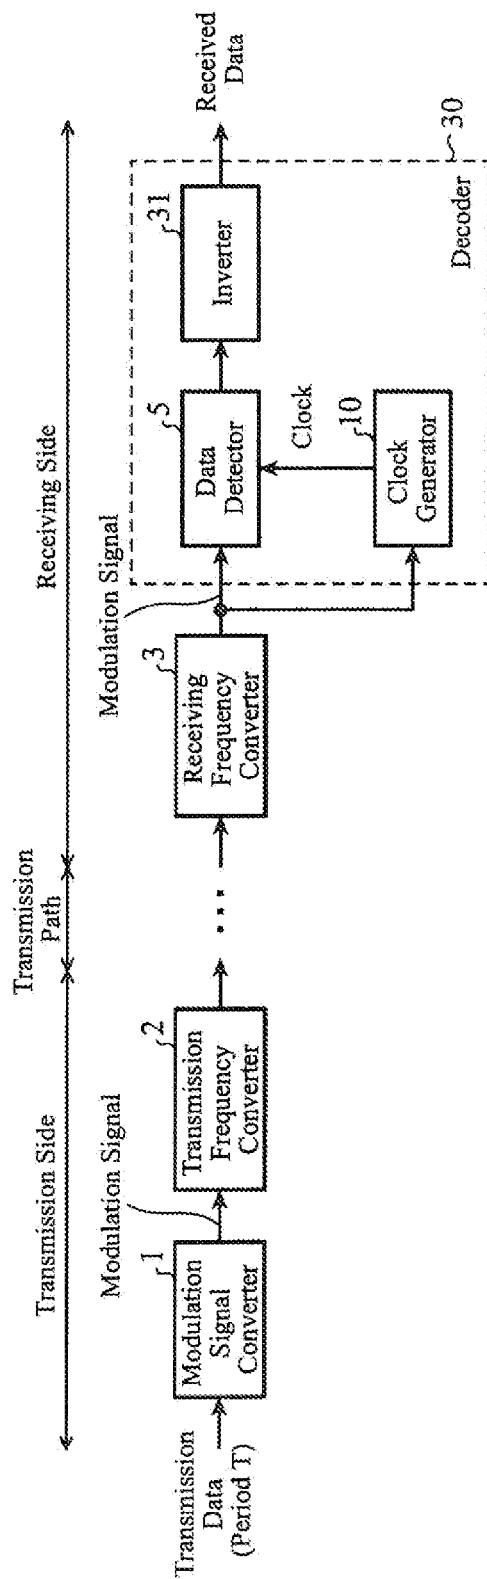 Transmission Side
Transmission
Path
Receiving Side
Transmission
Data
(Period T)
1
Modulation
Signal
Converter
Modulation Signal
2
Transmission
Frequency
Converter
...
3
Receiving
Frequency
Converter
Modulation Signal
5
Data
Detector
Clock
10
Clock
Generator
31
Inverter
Decoder
30
Received
Data